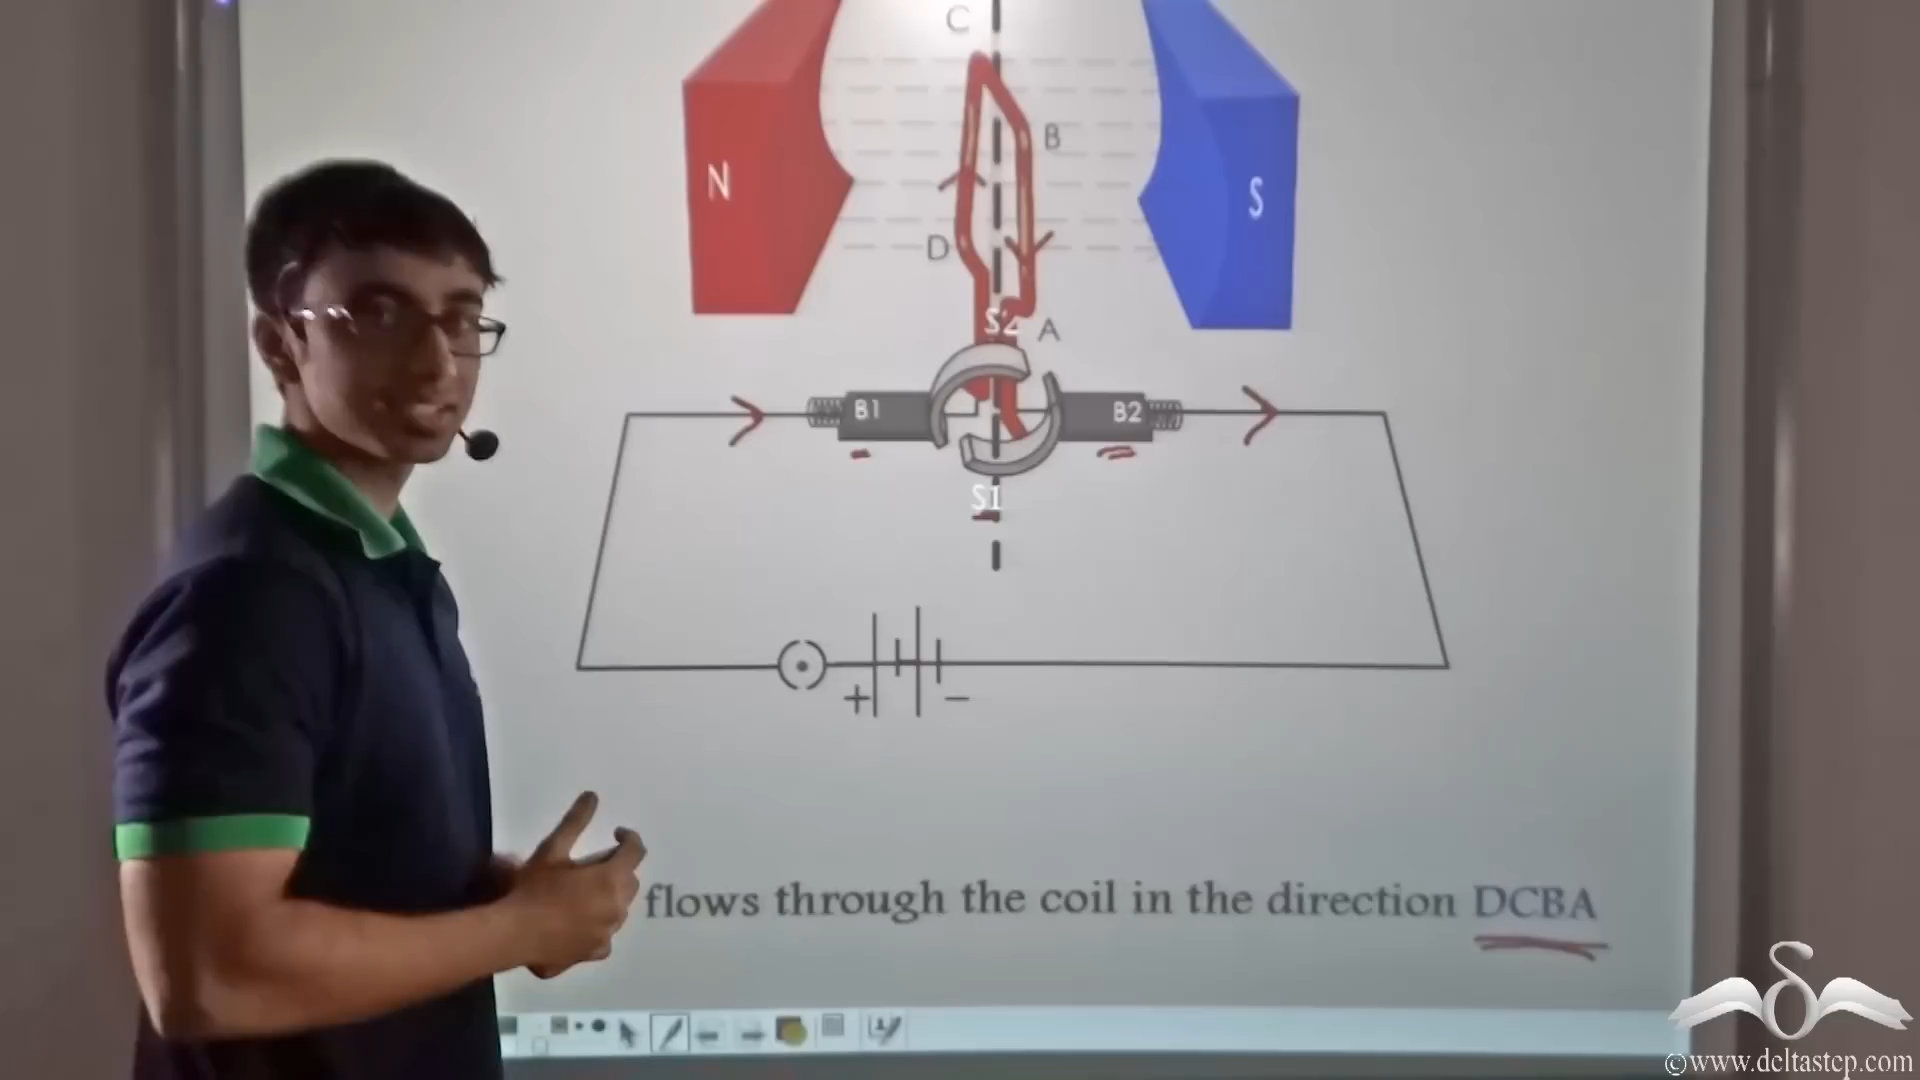 C
B
N
S
D
S2
A
B1
B2
S1
+
−
flows through the coil in the direction DCBA
©www.deltastep.com